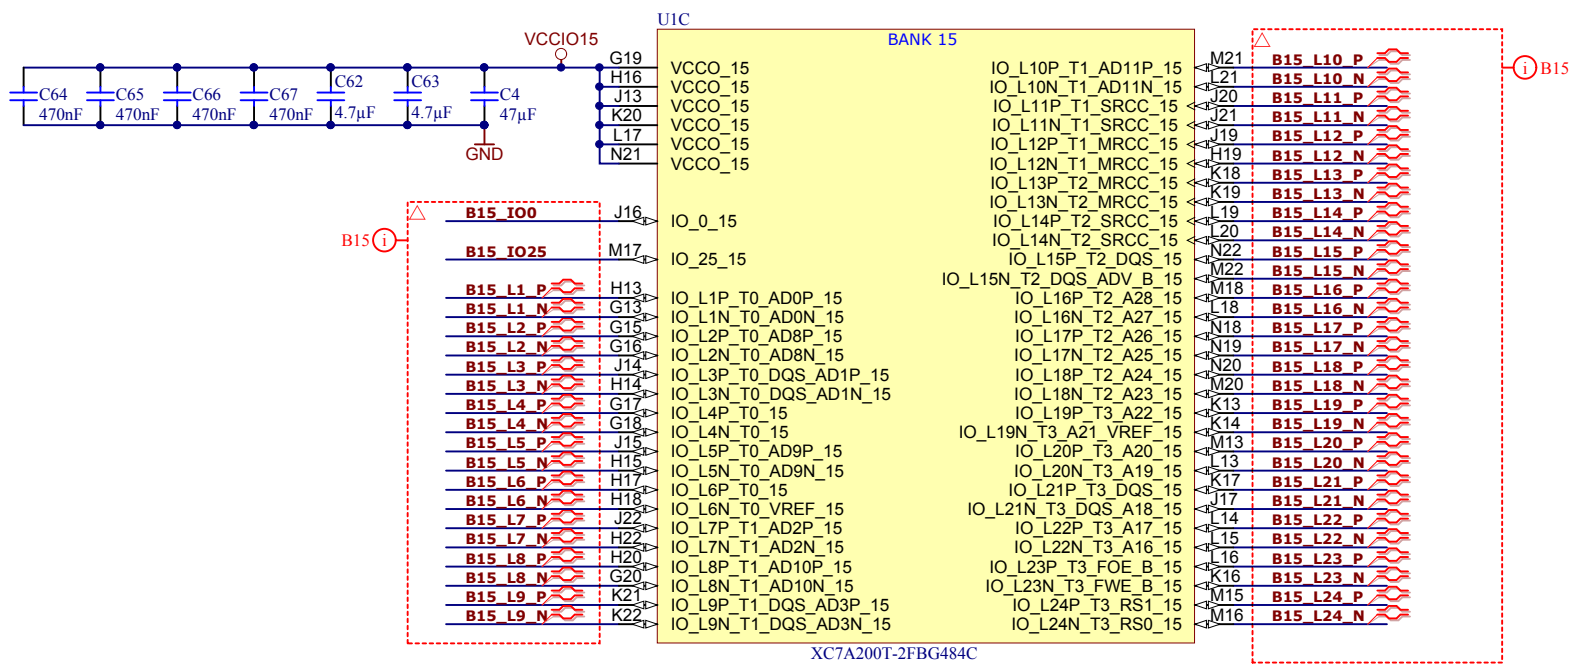 U1C
BANK 15
VCCIO15
C64 470nF
C65 470nF
C66 470nF
C67 470nF
C62 4.7µF
C63 4.7µF
C4 47µF
GND
G19 VCCO_15
H16 VCCO_15
J13 VCCO_15
K20 VCCO_15
L17 VCCO_15
N21 VCCO_15
B15 i
B15_IO0 J16 IO_0_15
B15_IO25 M17 IO_25_15
B15_L1_P H13 IO_L1P_T0_AD0P_15
B15_L1_N G13 IO_L1N_T0_AD0N_15
B15_L2_P G15 IO_L2P_T0_AD8P_15
B15_L2_N G16 IO_L2N_T0_AD8N_15
B15_L3_P J14 IO_L3P_T0_DQS_AD1P_15
B15_L3_N H14 IO_L3N_T0_DQS_AD1N_15
B15_L4_P G17 IO_L4P_T0_15
B15_L4_N G18 IO_L4N_T0_15
B15_L5_P J15 IO_L5P_T0_AD9P_15
B15_L5_N H15 IO_L5N_T0_AD9N_15
B15_L6_P H17 IO_L6P_T0_15
B15_L6_N H18 IO_L6N_T0_VREF_15
B15_L7_P J22 IO_L7P_T1_AD2P_15
B15_L7_N H22 IO_L7N_T1_AD2N_15
B15_L8_P H20 IO_L8P_T1_AD10P_15
B15_L8_N G20 IO_L8N_T1_AD10N_15
B15_L9_P K21 IO_L9P_T1_DQS_AD3P_15
B15_L9_N K22 IO_L9N_T1_DQS_AD3N_15
IO_L10P_T1_AD11P_15 M21 B15_L10_P
IO_L10N_T1_AD11N_15 L21 B15_L10_N
IO_L11P_T1_SRCC_15 J20 B15_L11_P
IO_L11N_T1_SRCC_15 J21 B15_L11_N
IO_L12P_T1_MRCC_15 J19 B15_L12_P
IO_L12N_T1_MRCC_15 H19 B15_L12_N
IO_L13P_T2_MRCC_15 K18 B15_L13_P
IO_L13N_T2_MRCC_15 K19 B15_L13_N
IO_L14P_T2_SRCC_15 L19 B15_L14_P
IO_L14N_T2_SRCC_15 L20 B15_L14_N
IO_L15P_T2_DQS_15 N22 B15_L15_P
IO_L15N_T2_DQS_ADV_B_15 M22 B15_L15_N
IO_L16P_T2_A28_15 M18 B15_L16_P
IO_L16N_T2_A27_15 L18 B15_L16_N
IO_L17P_T2_A26_15 N18 B15_L17_P
IO_L17N_T2_A25_15 N19 B15_L17_N
IO_L18P_T2_A24_15 N20 B15_L18_P
IO_L18N_T2_A23_15 M20 B15_L18_N
IO_L19P_T3_A22_15 K13 B15_L19_P
IO_L19N_T3_A21_VREF_15 K14 B15_L19_N
IO_L20P_T3_A20_15 M13 B15_L20_P
IO_L20N_T3_A19_15 L13 B15_L20_N
IO_L21P_T3_DQS_15 K17 B15_L21_P
IO_L21N_T3_DQS_A18_15 J17 B15_L21_N
IO_L22P_T3_A17_15 L14 B15_L22_P
IO_L22N_T3_A16_15 L15 B15_L22_N
IO_L23P_T3_FOE_B_15 L16 B15_L23_P
IO_L23N_T3_FWE_B_15 K16 B15_L23_N
IO_L24P_T3_RS1_15 M15 B15_L24_P
IO_L24N_T3_RS0_15 M16 B15_L24_N
i B15
XC7A200T-2FBG484C